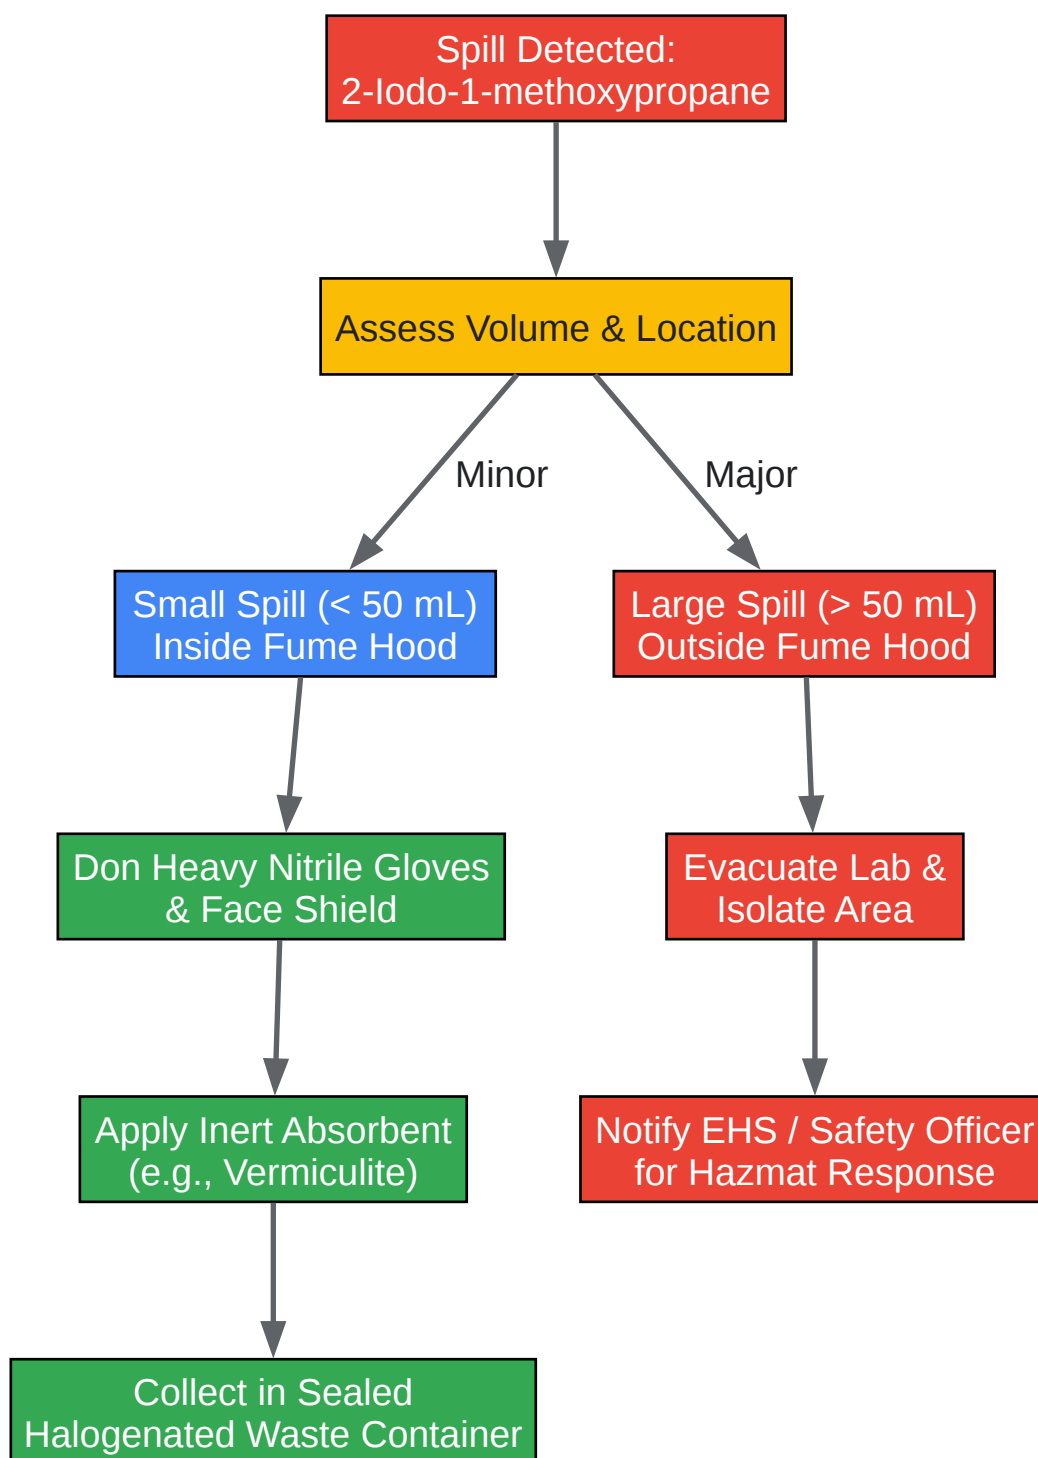 Spill Detected:
2-Iodo-1-methoxypropane
Assess Volume & Location
Minor
Major
Small Spill (< 50 mL)
Inside Fume Hood
Large Spill (> 50 mL)
Outside Fume Hood
Don Heavy Nitrile Gloves
& Face Shield
Evacuate Lab &
Isolate Area
Apply Inert Absorbent
(e.g., Vermiculite)
Notify EHS / Safety Officer
for Hazmat Response
Collect in Sealed
Halogenated Waste Container